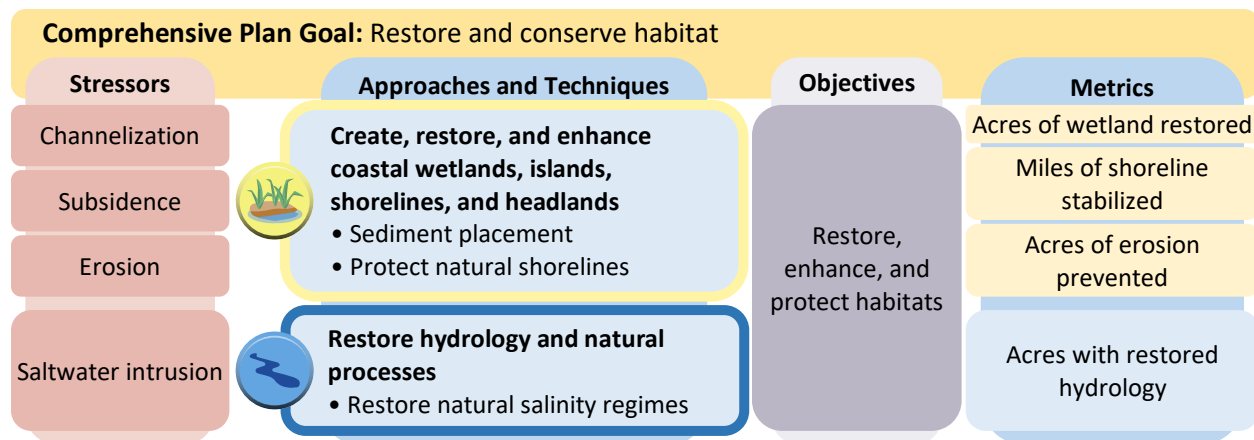 Comprehensive Plan Goal: Restore and conserve habitat
Stressors
Channelization
Subsidence
Erosion
Saltwater intrusion
Approaches and Techniques
Create, restore, and enhance
coastal wetlands, islands,
shorelines, and headlands
• Sediment placement
• Protect natural shorelines
Restore hydrology and natural
processes
• Restore natural salinity regimes
Objectives
Restore,
enhance, and
protect habitats
Metrics
Acres of wetland restored
Miles of shoreline
stabilized
Acres of erosion
prevented
Acres with restored
hydrology